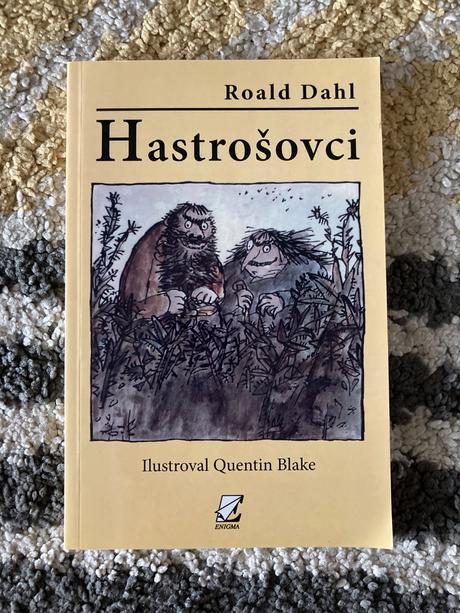 Roald Dahl
Hastrošovci
Ilustroval Quentin Blake
ENIGMA